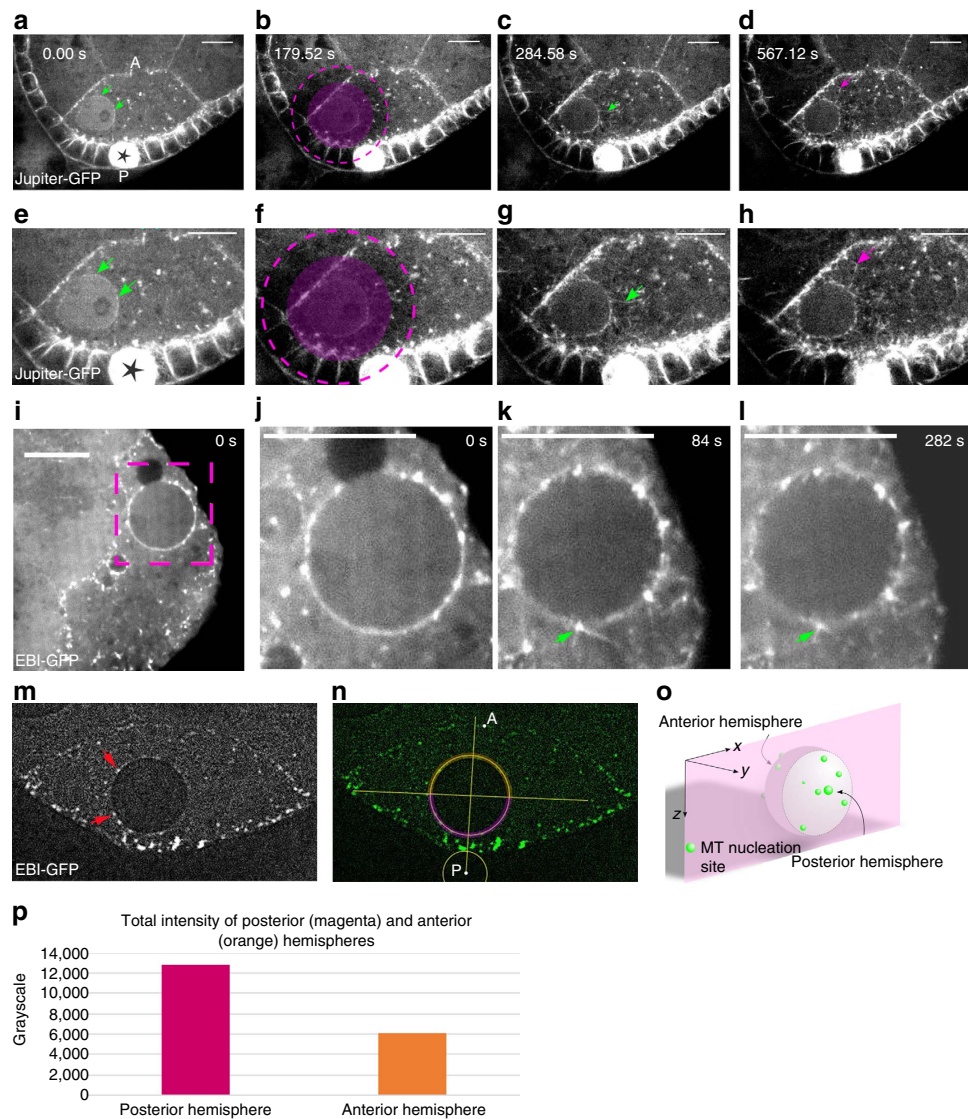 a
b
c
d
0.00 s
179.52 s
284.58 s
567.12 s
A
Jupiter-GFP
P
e
f
g
h
Jupiter-GFP
i
j
k
l
0 s
0 s
84 s
282 s
EBI-GFP
m
n
o
A
P
EBI-GFP
Anterior hemisphere
x
y
z
MT nucleation
site
Posterior hemisphere
p
Total intensity of posterior (magenta) and anterior
(orange) hemispheres
Grayscale
14,000
12,000
10,000
8,000
6,000
4,000
2,000
0
Posterior hemisphere
Anterior hemisphere